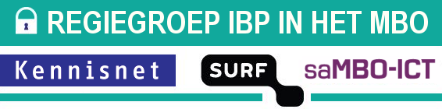 REGIEGROEP IBP IN HET MBO
Kennisnet SURF saMBO-ICT